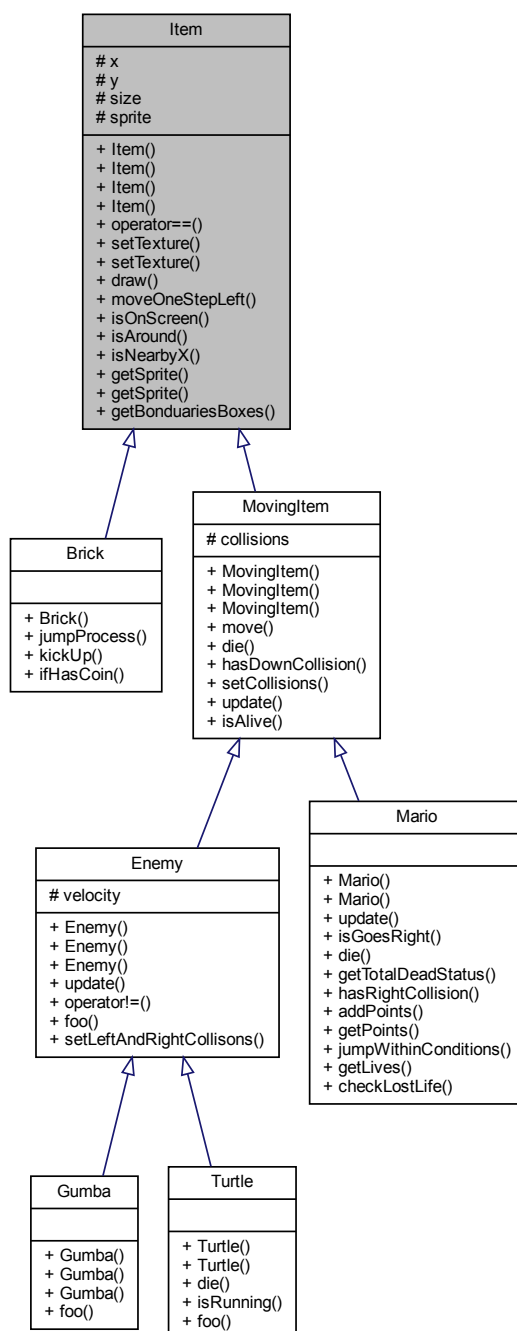 Item
# x
# y
# size
# sprite
+ Item()
+ Item()
+ Item()
+ Item()
+ operator==()
+ setTexture()
+ setTexture()
+ draw()
+ moveOneStepLeft()
+ isOnScreen()
+ isAround()
+ isNearbyX()
+ getSprite()
+ getSprite()
+ getBonduariesBoxes()
Brick
+ Brick()
+ jumpProcess()
+ kickUp()
+ ifHasCoin()
MovingItem
# collisions
+ MovingItem()
+ MovingItem()
+ MovingItem()
+ move()
+ die()
+ hasDownCollision()
+ setCollisions()
+ update()
+ isAlive()
Enemy
# velocity
+ Enemy()
+ Enemy()
+ Enemy()
+ update()
+ operator!=()
+ foo()
+ setLeftAndRightCollisons()
Mario
+ Mario()
+ Mario()
+ update()
+ isGoesRight()
+ die()
+ getTotalDeadStatus()
+ hasRightCollision()
+ addPoints()
+ getPoints()
+ jumpWithinConditions()
+ getLives()
+ checkLostLife()
Gumba
+ Gumba()
+ Gumba()
+ Gumba()
+ foo()
Turtle
+ Turtle()
+ Turtle()
+ die()
+ isRunning()
+ foo()